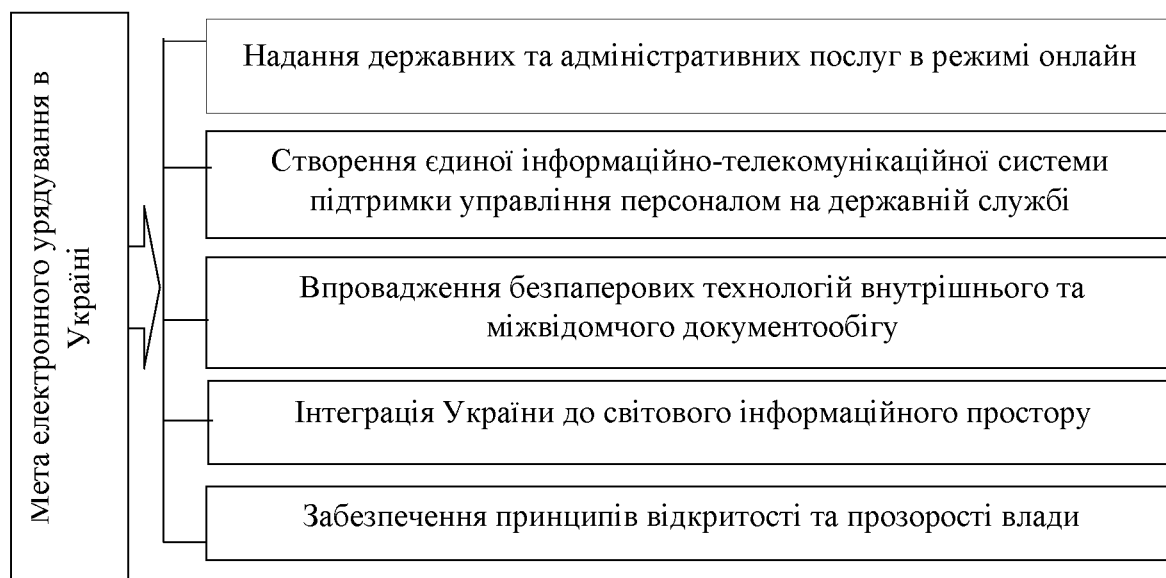 Мета електронного урядування в
Україні
Надання державних та адміністративних послуг в режимі онлайн
Створення єдиної інформаційно-телекомунікаційної системи
підтримки управління персоналом на державній службі
Впровадження безпаперових технологій внутрішнього та
міжвідомчого документообігу
Інтеграція України до світового інформаційного простору
Забезпечення принципів відкритості та прозорості влади